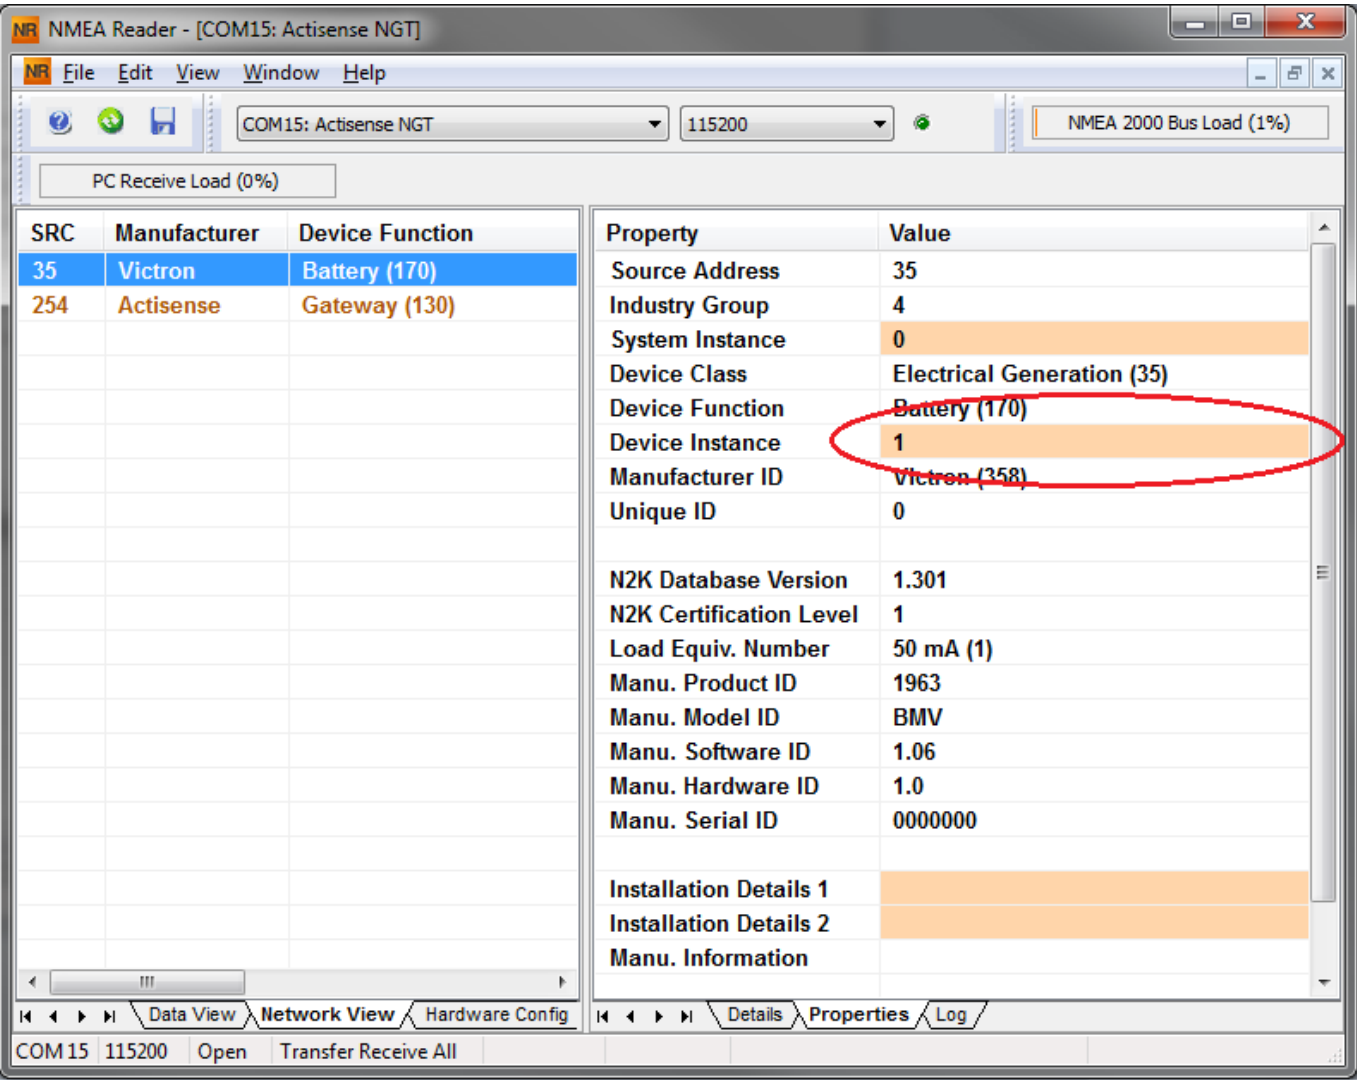 NR NMEA Reader - [COM15: Actisense NGT]
NR File Edit View Window Help
COM15: Actisense NGT 115200 NMEA 2000 Bus Load (1%)
PC Receive Load (0%)
SRC Manufacturer Device Function
35 Victron Battery (170)
254 Actisense Gateway (130)
Property Value
Source Address 35
Industry Group 4
System Instance 0
Device Class Electrical Generation (35)
Device Function Battery (170)
Device Instance 1
Manufacturer ID Victron (358)
Unique ID 0
N2K Database Version 1.301
N2K Certification Level 1
Load Equiv. Number 50 mA (1)
Manu. Product ID 1963
Manu. Model ID BMV
Manu. Software ID 1.06
Manu. Hardware ID 1.0
Manu. Serial ID 0000000
Installation Details 1
Installation Details 2
Manu. Information
Data View Network View Hardware Config
Details Properties Log
COM 15 115200 Open Transfer Receive All